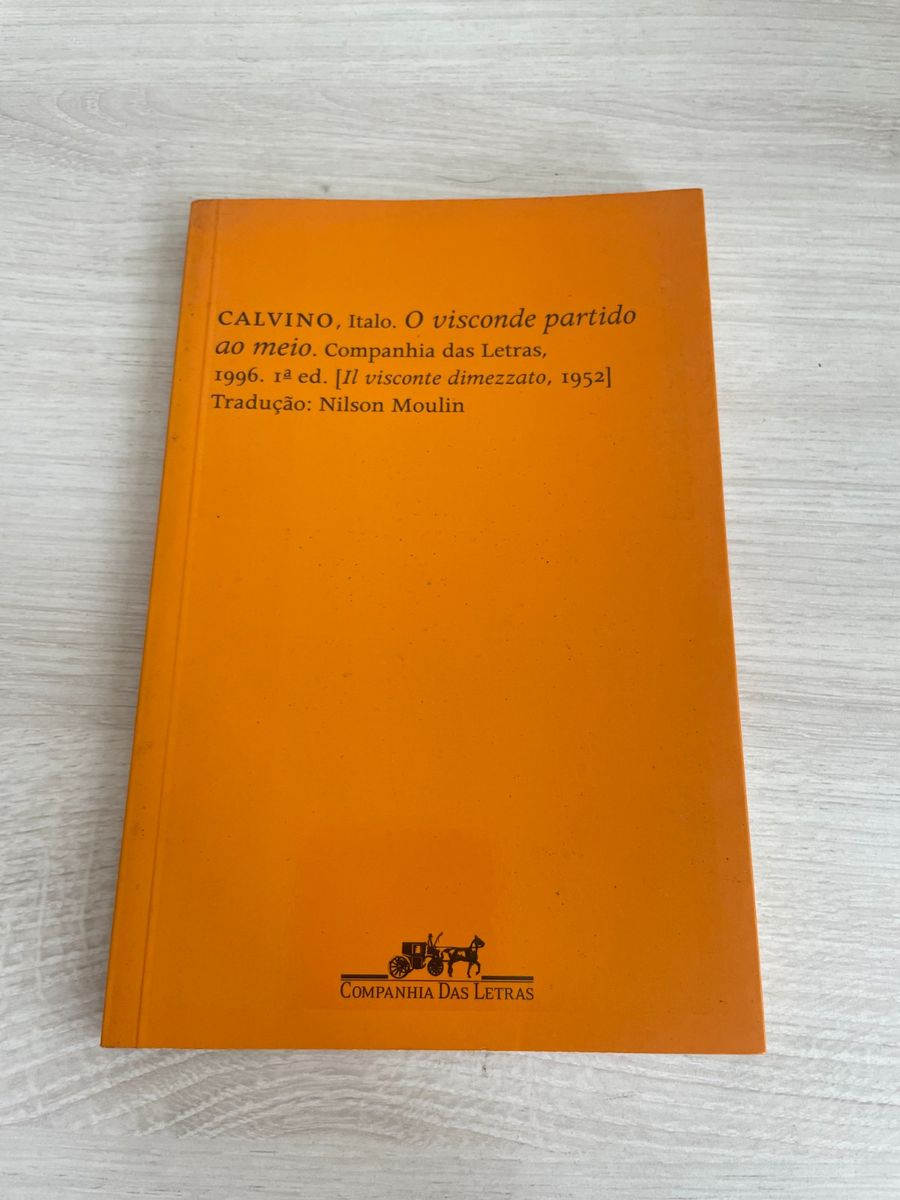 CALVINO, Italo. O visconde partido
ao meio. Companhia das Letras,
1996. 1ª ed. [Il visconte dimezzato, 1952]
Tradução: Nilson Moulin
COMPANHIA DAS LETRAS